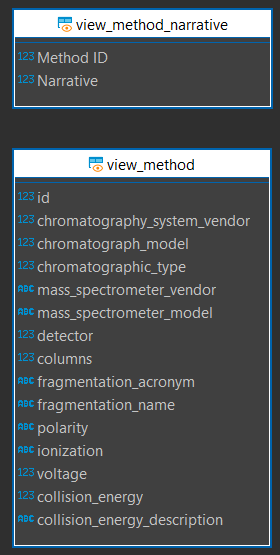 view_method_narrative
123 Method ID
123 Narrative
view_method
123 id
123 chromatography_system_vendor
123 chromatograph_model
123 chromatographic_type
ABC mass_spectrometer_vendor
ABC mass_spectrometer_model
123 detector
123 columns
ABC fragmentation_acronym
ABC fragmentation_name
ABC polarity
ABC ionization
123 voltage
123 collision_energy
ABC collision_energy_description